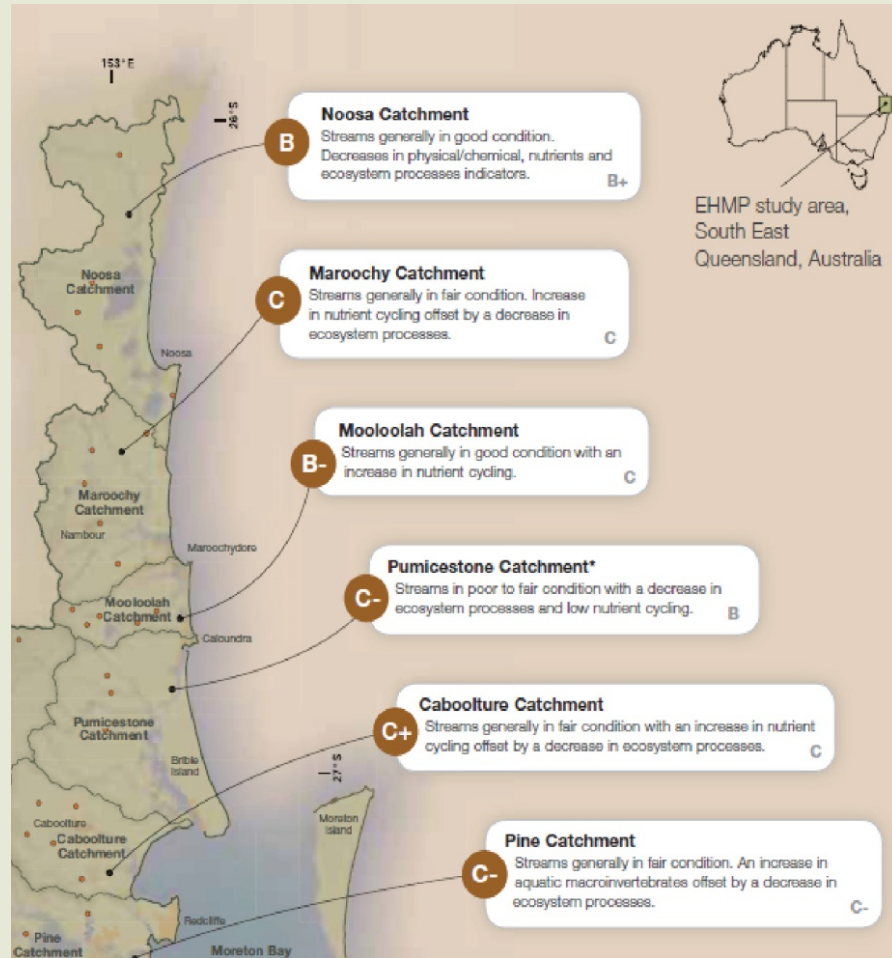 153°E
26°S
B
Noosa Catchment
Streams generally in good condition.
Decreases in physical/chemical, nutrients and
ecosystem processes indicators.
B+
EHMP study area,
South East
Queensland, Australia
Noosa
Catchment
C
Maroochy Catchment
Streams generally in fair condition. Increase
in nutrient cycling offset by a decrease in
ecosystem processes.
C
Noosa
B-
Mooloolah Catchment
Streams generally in good condition with an
increase in nutrient cycling.
C
Maroochy
Catchment
Nambour
Maroochydore
C-
Pumicestone Catchment*
Streams in poor to fair condition with a decrease in
ecosystem processes and low nutrient cycling.
B
Mooloolah
Catchment
Caloundra
Pumicestone
Catchment
C+
Caboolture Catchment
Streams generally in fair condition with an increase in nutrient
cycling offset by a decrease in ecosystem processes.
C
Bribie
Island
27°S
Moreton
Island
Caboolture
Caboolture
Catchment
C-
Pine Catchment
Streams generally in fair condition. An increase in
aquatic macroinvertebrates offset by a decrease in
ecosystem processes.
C-
Redcliffe
Pine
Catchment
Moreton Bay